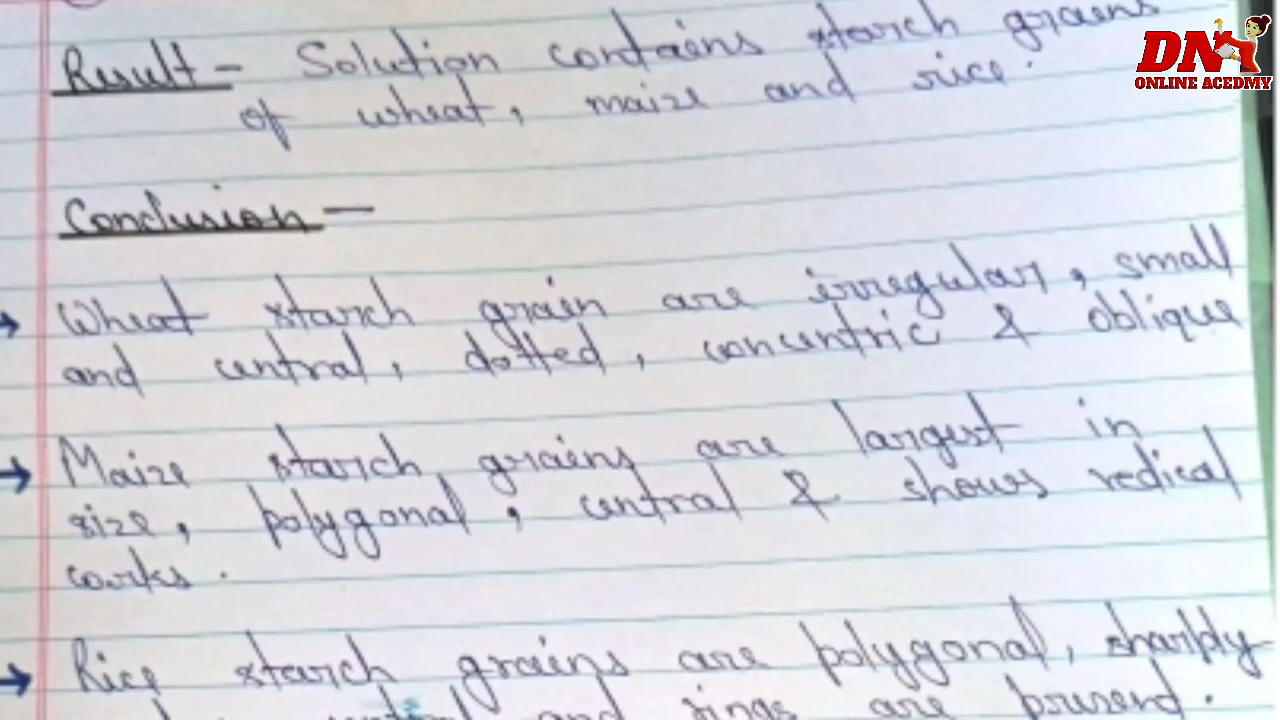 DN
ONLINE ACEDMY
Result - Solution contains starch grains
of wheat, maize and rice.
Conclusion -
→ Wheat starch grain are irregular, small
and central, dotted, concentric & oblique
→ Maize starch grains are largest in
size, polygonal, central & shows redical
carks.
→ Rice starch grains are polygonal, sharply
central and rings are present.